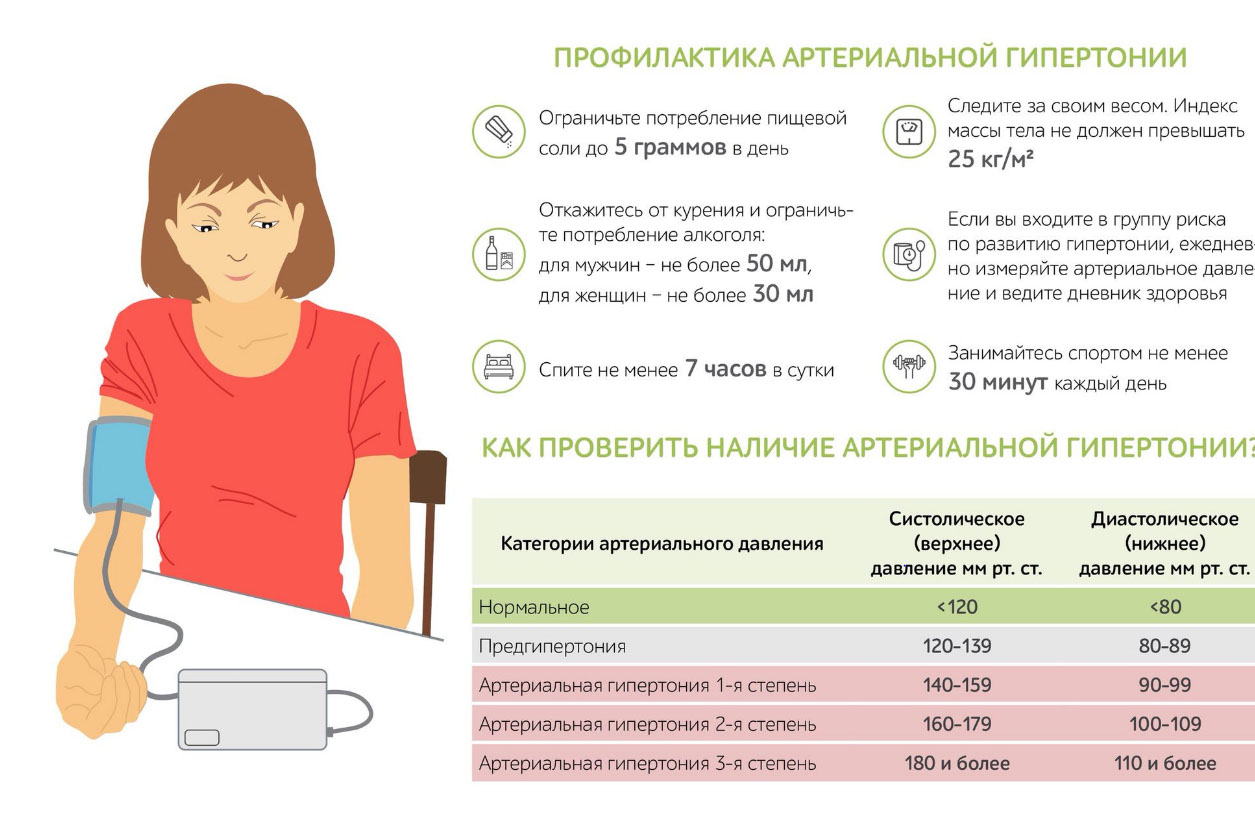 ПРОФИЛАКТИКА АРТЕРИАЛЬНОЙ ГИПЕРТОНИИ
Ограничьте потребление пищевой
соли до 5 граммов в день
Следите за своим весом. Индекс
массы тела не должен превышать
25 кг/м²
Откажитесь от курения и ограничь-
те потребление алкоголя:
для мужчин – не более 50 мл,
для женщин – не более 30 мл
Если вы входите в группу риска
по развитию гипертонии, ежеднев-
но измеряйте артериальное давле-
ние и ведите дневник здоровья
Спите не менее 7 часов в сутки
Занимайтесь спортом не менее
30 минут каждый день
КАК ПРОВЕРИТЬ НАЛИЧИЕ АРТЕРИАЛЬНОЙ ГИПЕРТОНИИ?
Категории артериального давления
Систолическое
(верхнее)
давление мм рт. ст.
Диастолическое
(нижнее)
давление мм рт. ст.
Нормальное <120 <80
Предгипертония 120-139 80-89
Артериальная гипертония 1-я степень 140-159 90-99
Артериальная гипертония 2-я степень 160-179 100-109
Артериальная гипертония 3-я степень 180 и более 110 и более